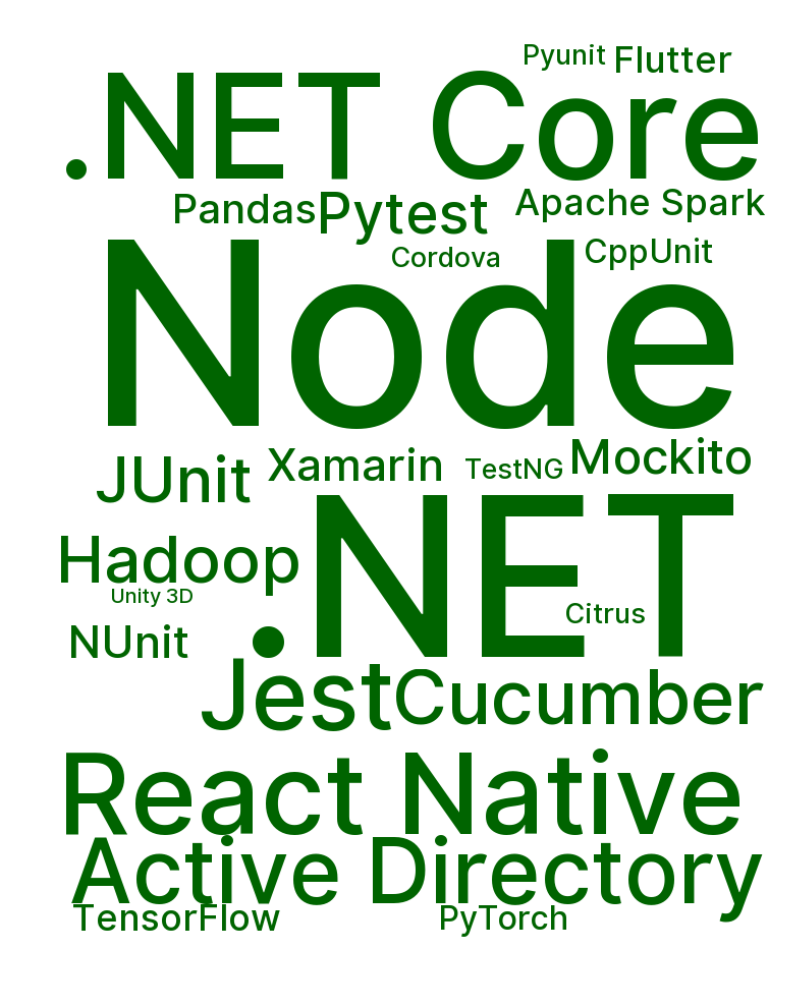 Pyunit Flutter
.NET Core
Pandas Pytest Apache Spark
Cordova CppUnit
Node
JUnit Xamarin TestNG Mockito
.NET
Hadoop
Unity 3D
Citrus
NUnit
Jest Cucumber
React Native
Active Directory
TensorFlow PyTorch